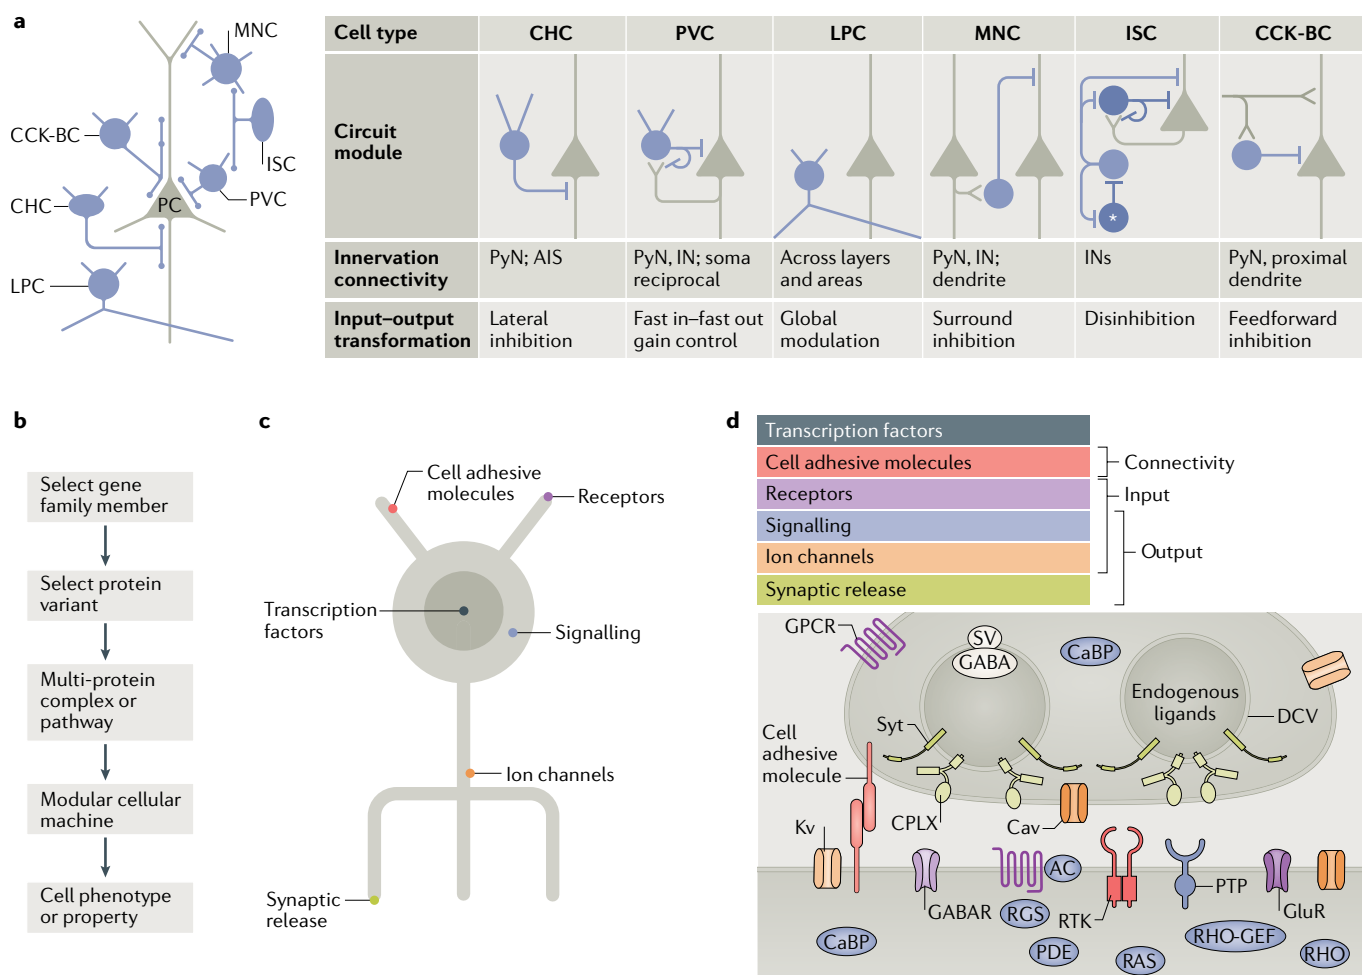 a
MNC
CCK-BC
ISC
PVC
CHC
PC
LPC
Cell type
CHC
PVC
LPC
MNC
ISC
CCK-BC
Circuit
module
*
Innervation
connectivity
PyN; AIS
PyN, IN; soma
reciprocal
Across layers
and areas
PyN, IN;
dendrite
INs
PyN, proximal
dendrite
Input–output
transformation
Lateral
inhibition
Fast in–fast out
gain control
Global
modulation
Surround
inhibition
Disinhibition
Feedforward
inhibition
b
Select gene
family member
Select protein
variant
Multi-protein
complex or
pathway
Modular cellular
machine
Cell phenotype
or property
c
Cell adhesive
molecules
Receptors
Transcription
factors
Signalling
Ion channels
Synaptic
release
d
Transcription factors
Cell adhesive molecules
Connectivity
Receptors
Input
Signalling
Output
Ion channels
Synaptic release
GPCR
SV
GABA
CaBP
Endogenous
ligands
DCV
Syt
Cell
adhesive
molecule
CPLX
Cav
Kv
AC
GABAR
RGS
RTK
PTP
GluR
CaBP
PDE
RAS
RHO-GEF
RHO